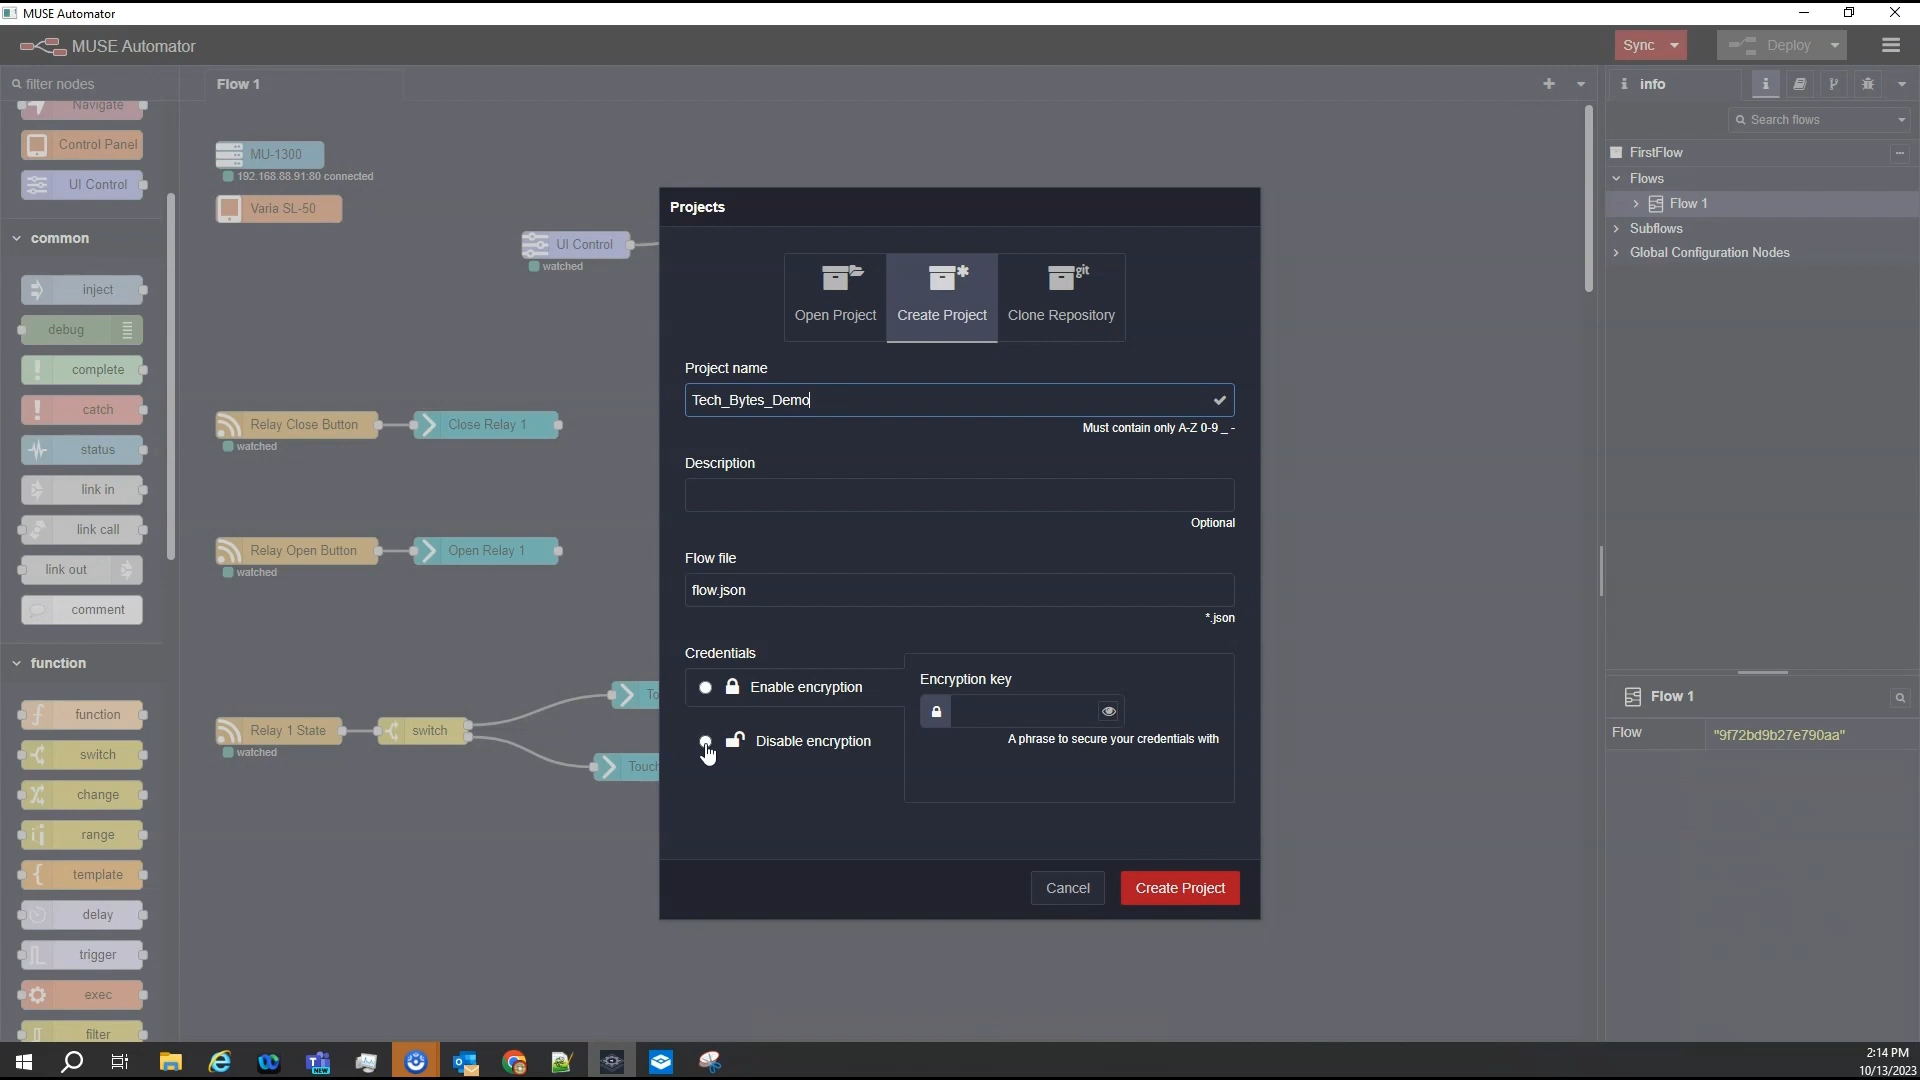 MUSE Automator
MUSE Automator
Sync
Deploy
filter nodes
Navigate
Control Panel
UI Control
common
inject
debug
complete
catch
status
link in
link call
link out
comment
function
function
switch
change
range
template
delay
trigger
exec
filter
Flow 1
MU-1300
192.168.88.91:80 connected
Varia SL-50
UI Control
watched
Relay Close Button
Close Relay 1
watched
Relay Open Button
Open Relay 1
watched
Relay 1 State
switch
watched
To
Touch
Projects
Open Project
Create Project
git
Clone Repository
Project name
Tech_Bytes_Demo
Must contain only A-Z 0-9 _ -
Description
Optional
Flow file
flow.json
*.json
Credentials
Enable encryption
Disable encryption
Encryption key
A phrase to secure your credentials with
Cancel
Create Project
info
Search flows
FirstFlow
Flows
Flow 1
Subflows
Global Configuration Nodes
Flow 1
Flow
"9f72bd9b27e790aa"
NEW
2:14 PM
10/13/2023